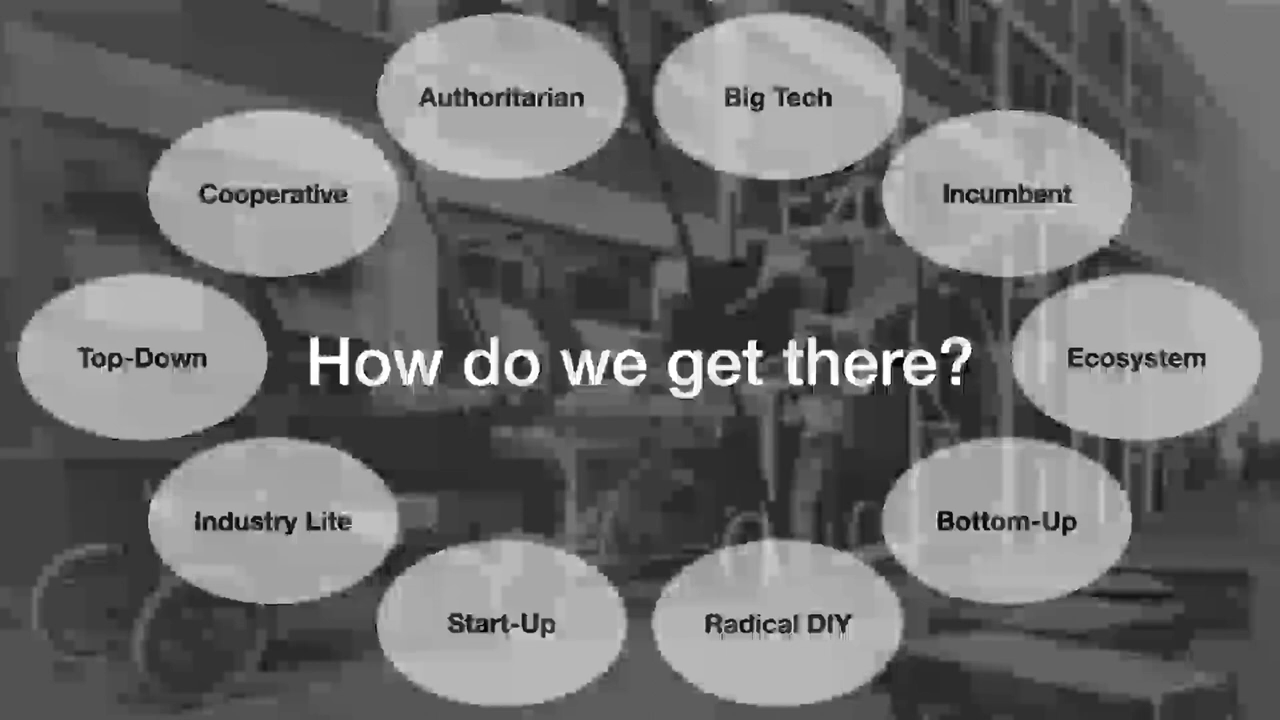 Authoritarian
Big Tech
Cooperative
Incumbent
Top-Down
How do we get there?
Ecosystem
Industry Lite
Bottom-Up
Start-Up
Radical DIY